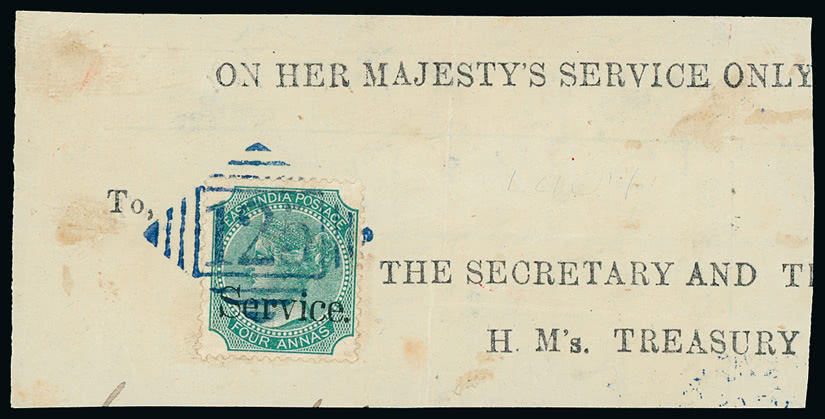 ON HER MAJESTY'S SERVICE ONLY
To,
EAST INDIA POSTAGE
Service.
FOUR ANNAS
THE SECRETARY AND
H. M's. TREASURY